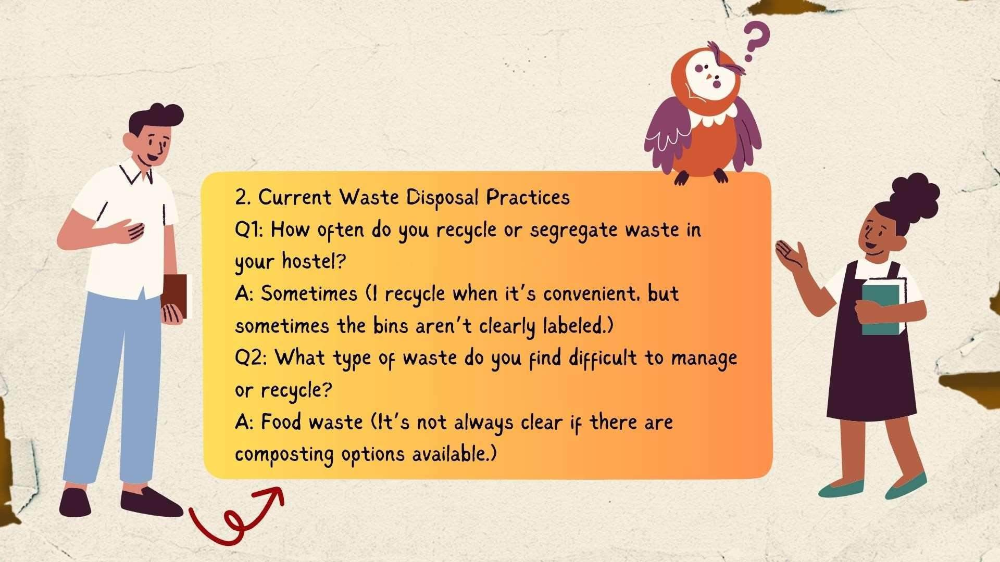 ?
2. Current Waste Disposal Practices
Q1: How often do you recycle or segregate waste in
your hostel?
A: Sometimes (I recycle when it's convenient, but
sometimes the bins aren't clearly labeled.)
Q2: What type of waste do you find difficult to manage
or recycle?
A: Food waste (It's not always clear if there are
composting options available.)